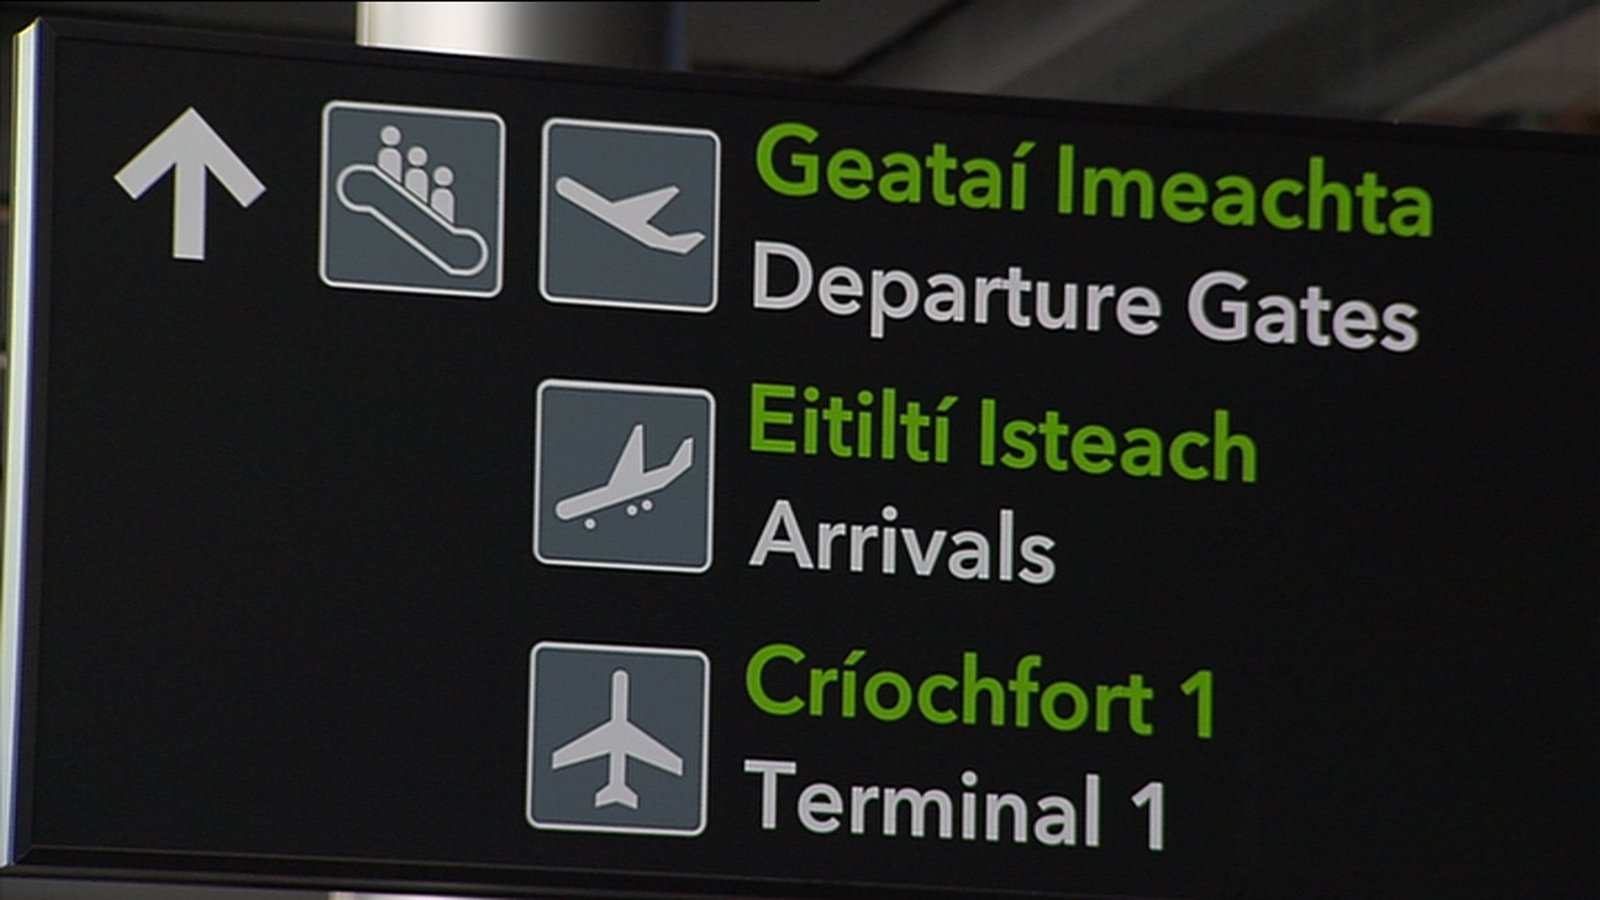 Geataí Imeachta
Departure Gates
Eitiltí Isteach
Arrivals
Críochfort 1
Terminal 1